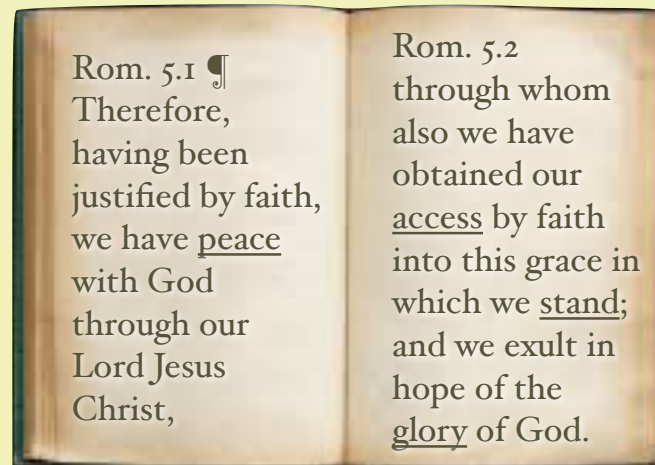 Rom. 5.1 ¶
Therefore,
having been
justified by faith,
we have peace
with God
through our
Lord Jesus
Christ,
Rom. 5.2
through whom
also we have
obtained our
access by faith
into this grace in
which we stand;
and we exult in
hope of the
glory of God.